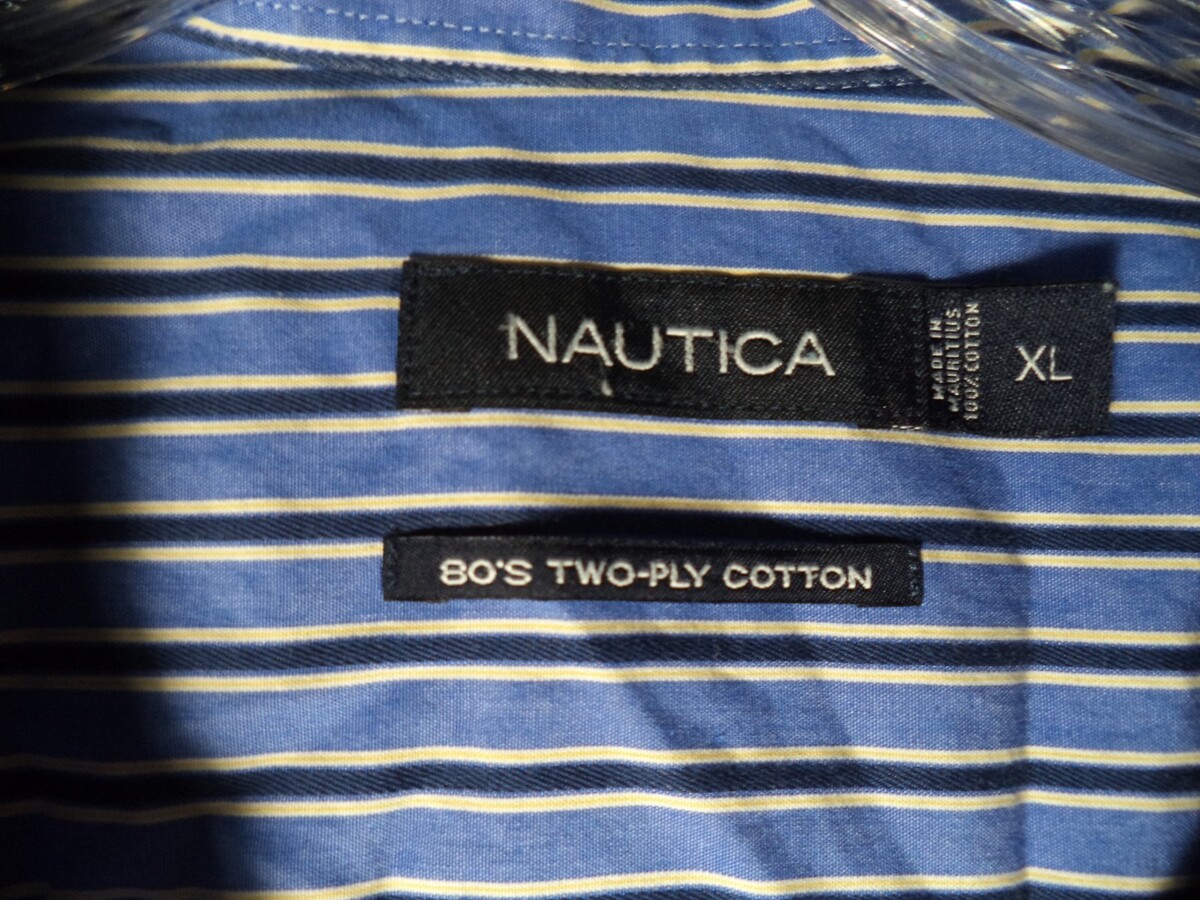 NAUTICA
MADE IN
MAURITIUS
100% COTTON
XL
80'S TWO-PLY COTTON